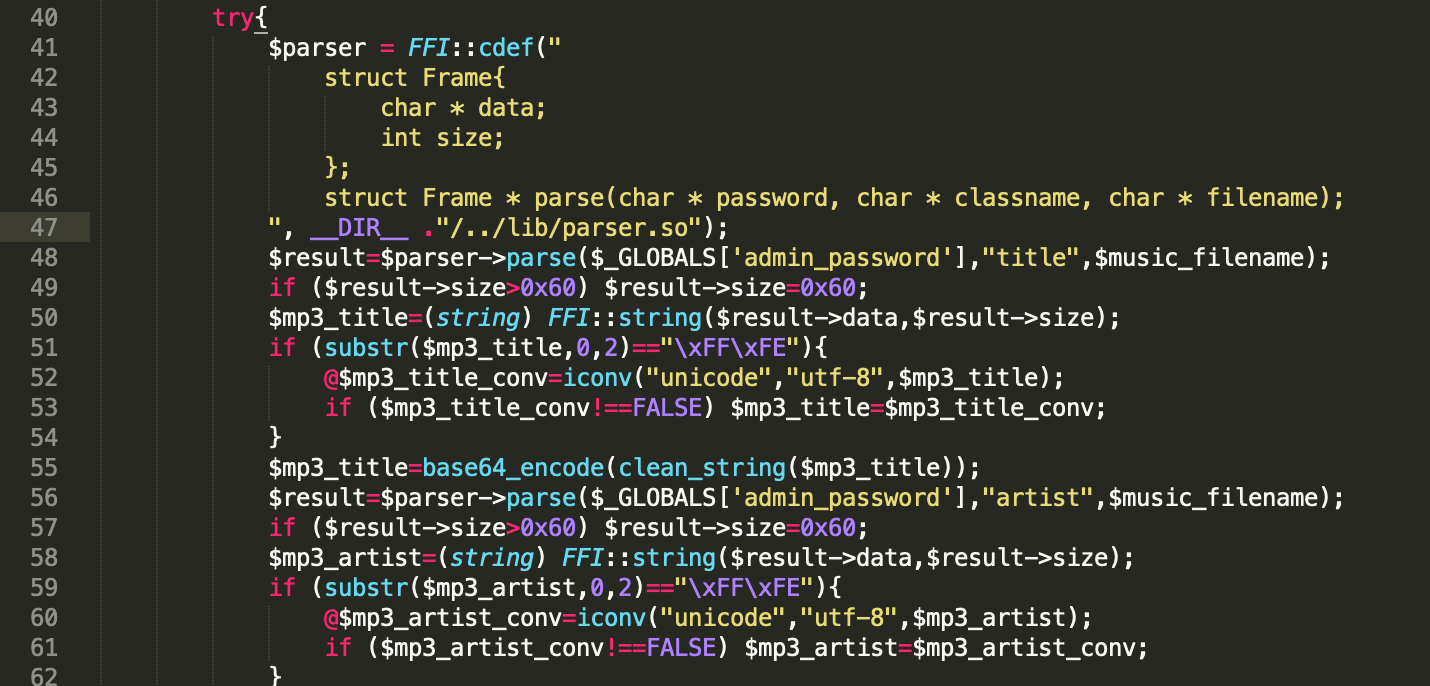 40 try{
41 $parser = FFI::cdef("
42 struct Frame{
43 char * data;
44 int size;
45 };
46 struct Frame * parse(char * password, char * classname, char * filename);
47 ", __DIR__ ."/../lib/parser.so");
48 $result=$parser->parse($_GLOBALS['admin_password'],"title",$music_filename);
49 if ($result->size>0x60) $result->size=0x60;
50 $mp3_title=(string) FFI::string($result->data,$result->size);
51 if (substr($mp3_title,0,2)=="\xFF\xFE"){
52 @$mp3_title_conv=iconv("unicode","utf-8",$mp3_title);
53 if ($mp3_title_conv!==FALSE) $mp3_title=$mp3_title_conv;
54 }
55 $mp3_title=base64_encode(clean_string($mp3_title));
56 $result=$parser->parse($_GLOBALS['admin_password'],"artist",$music_filename);
57 if ($result->size>0x60) $result->size=0x60;
58 $mp3_artist=(string) FFI::string($result->data,$result->size);
59 if (substr($mp3_artist,0,2)=="\xFF\xFE"){
60 @$mp3_artist_conv=iconv("unicode","utf-8",$mp3_artist);
61 if ($mp3_artist_conv!==FALSE) $mp3_artist=$mp3_artist_conv;
62 }